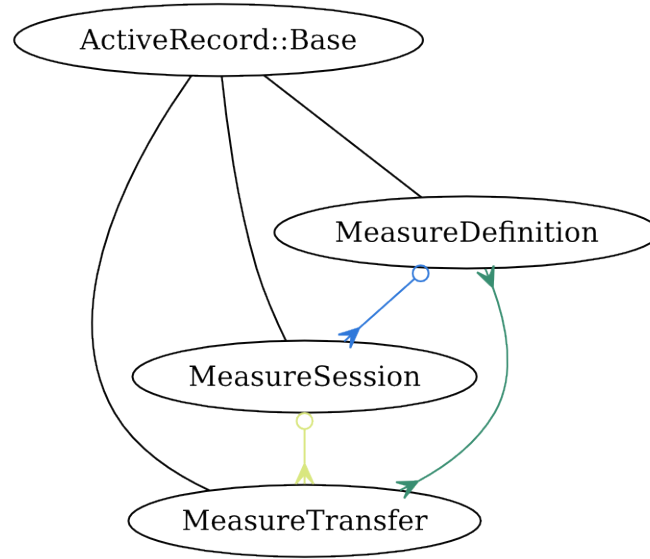 ActiveRecord::Base
MeasureDefinition
MeasureSession
MeasureTransfer